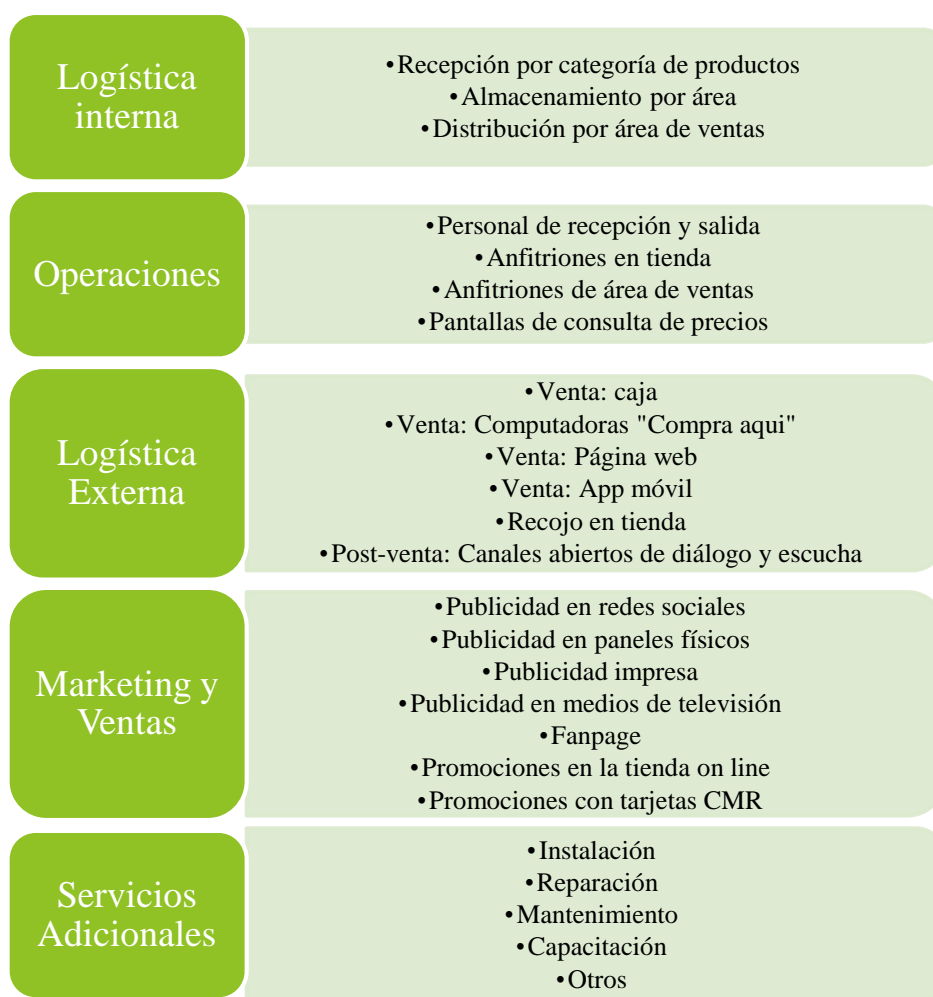 Logística
interna
•Recepción por categoría de productos
•Almacenamiento por área
•Distribución por área de ventas
Operaciones
•Personal de recepción y salida
•Anfitriones en tienda
•Anfitriones de área de ventas
•Pantallas de consulta de precios
Logística
Externa
•Venta: caja
•Venta: Computadoras "Compra aqui"
•Venta: Página web
•Venta: App móvil
•Recojo en tienda
•Post-venta: Canales abiertos de diálogo y escucha
Marketing y
Ventas
•Publicidad en redes sociales
•Publicidad en paneles físicos
•Publicidad impresa
•Publicidad en medios de televisión
•Fanpage
•Promociones en la tienda on line
•Promociones con tarjetas CMR
Servicios
Adicionales
•Instalación
•Reparación
•Mantenimiento
•Capacitación
•Otros